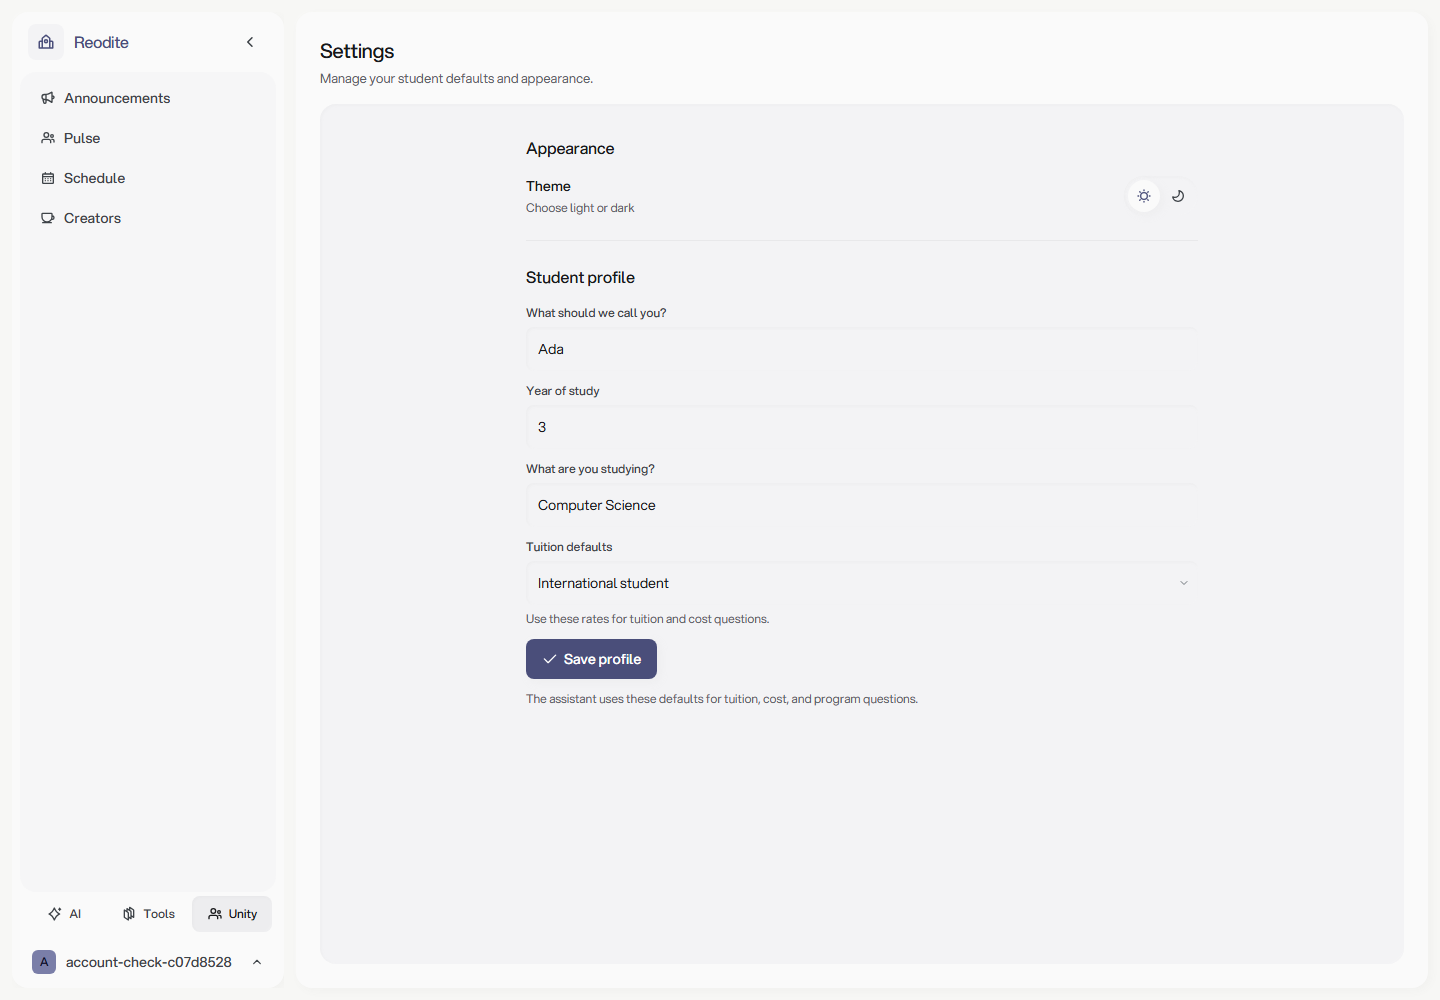 Reodite
Announcements
Pulse
Schedule
Creators
AI
Tools
Unity
A
account-check-c07d8528
Settings
Manage your student defaults and appearance.
Appearance
Theme
Choose light or dark
Student profile
What should we call you?
Ada
Year of study
3
What are you studying?
Computer Science
Tuition defaults
International student
Use these rates for tuition and cost questions.
Save profile
The assistant uses these defaults for tuition, cost, and program questions.